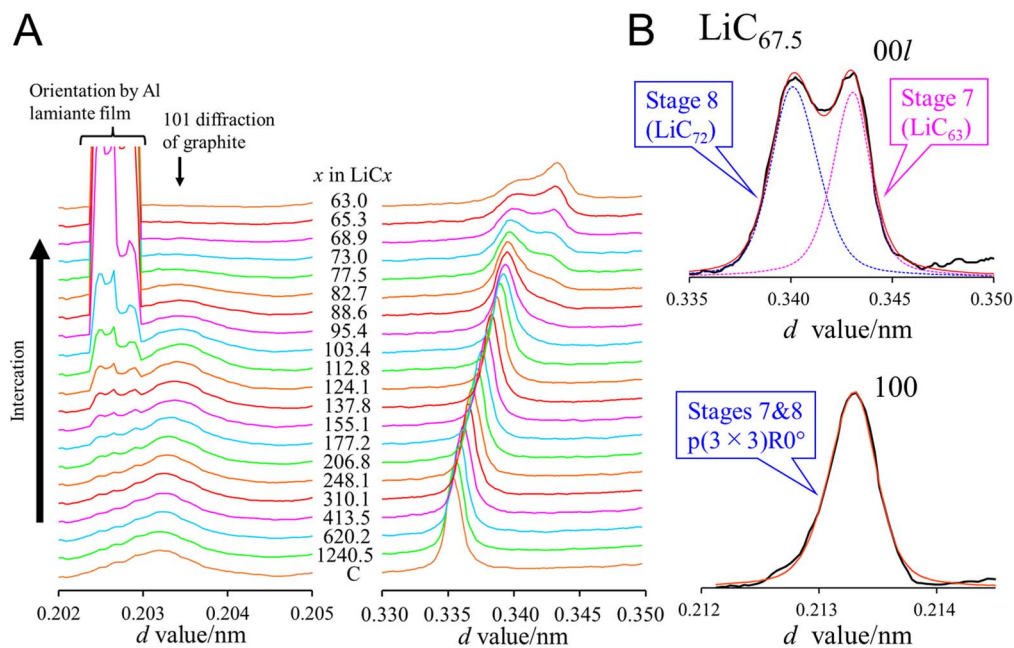 A
Orientation by Al
lamiante film
101 diffraction
of graphite
x in LiCx
63.0
65.3
68.9
73.0
77.5
82.7
88.6
95.4
103.4
112.8
124.1
137.8
155.1
177.2
206.8
248.1
310.1
413.5
620.2
1240.5
C
Intercation
0.202 0.203 0.204 0.205
d value/nm
0.330 0.335 0.340 0.345 0.350
d value/nm
B
LiC67.5
00l
Stage 8
(LiC72)
Stage 7
(LiC63)
0.335 0.340 0.345 0.350
d value/nm
100
Stages 7&8
p(3 × 3)R0°
0.212 0.213 0.214
d value/nm